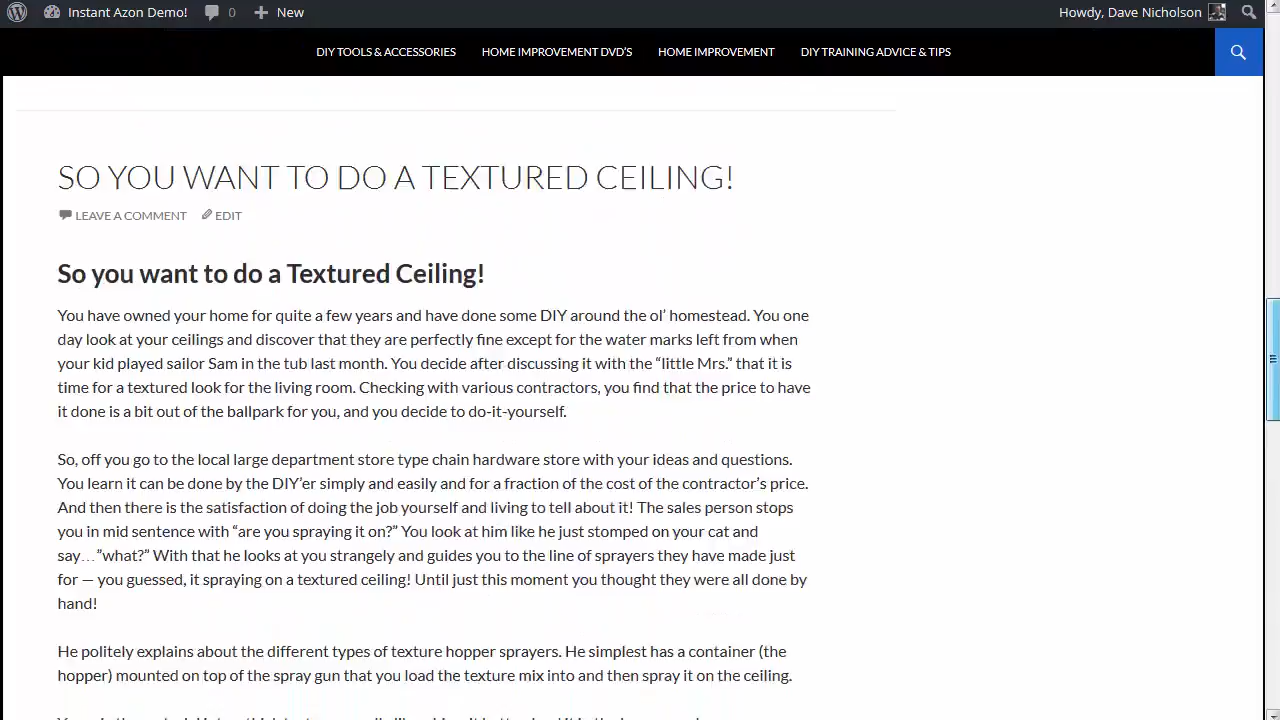 Instant Azon Demo! 0 New Howdy, Dave Nicholson
DIY TOOLS & ACCESSORIES HOME IMPROVEMENT DVD'S HOME IMPROVEMENT DIY TRAINING ADVICE & TIPS
SO YOU WANT TO DO A TEXTURED CEILING!
LEAVE A COMMENT EDIT
So you want to do a Textured Ceiling!
You have owned your home for quite a few years and have done some DIY around the ol’ homestead. You one
day look at your ceilings and discover that they are perfectly fine except for the water marks left from when
your kid played sailor Sam in the tub last month. You decide after discussing it with the “little Mrs.” that it is
time for a textured look for the living room. Checking with various contractors, you find that the price to have
it done is a bit out of the ballpark for you, and you decide to do-it-yourself.
So, off you go to the local large department store type chain hardware store with your ideas and questions.
You learn it can be done by the DIY’er simply and easily and for a fraction of the cost of the contractor’s price.
And then there is the satisfaction of doing the job yourself and living to tell about it! The sales person stops
you in mid sentence with “are you spraying it on?” You look at him like he just stomped on your cat and
say…”what?” With that he looks at you strangely and guides you to the line of sprayers they have made just
for — you guessed, it spraying on a textured ceiling! Until just this moment you thought they were all done by
hand!
He politely explains about the different types of texture hopper sprayers. He simplest has a container (the
hopper) mounted on top of the spray gun that you load the texture mix into and then spray it on the ceiling.